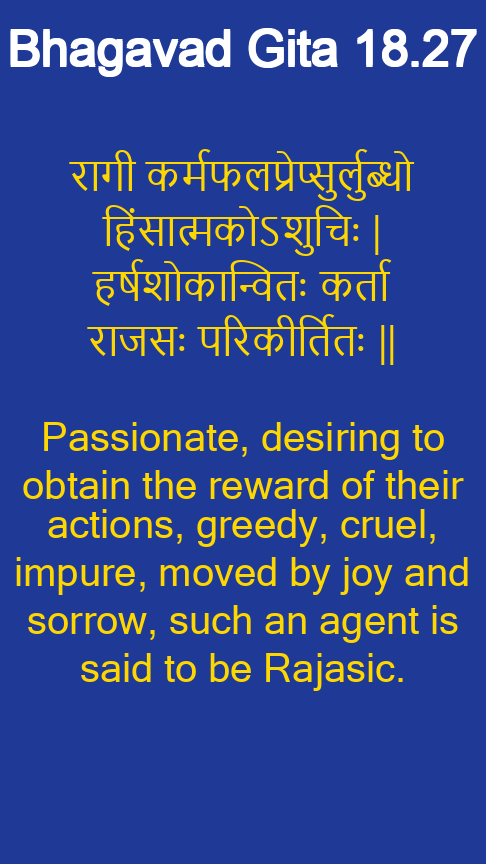 Bhagavad Gita 18.27
रागी कर्मफलप्रेप्सुर्लुब्धो
हिंसात्मकोऽशुचिः |
हर्षशोकान्वितः कर्ता
राजसः परिकीर्तितः ||
Passionate, desiring to
obtain the reward of their
actions, greedy, cruel,
impure, moved by joy and
sorrow, such an agent is
said to be Rajasic.